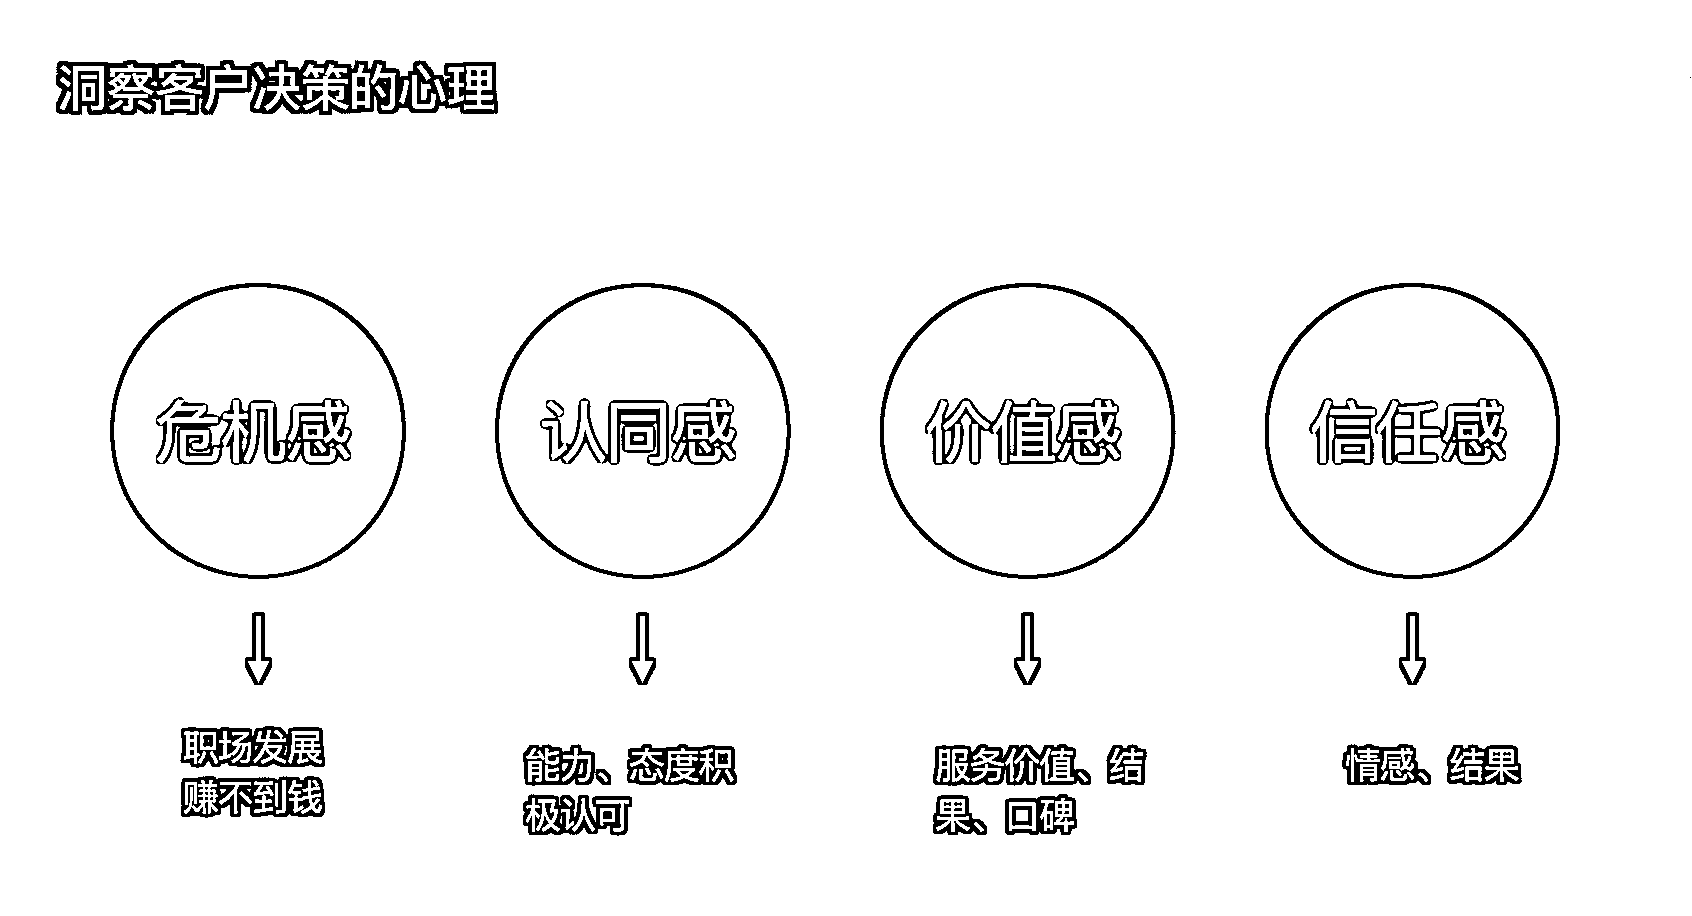 洞察客户决策的心理
危机感
认同感
价值感
信任感
职场发展
赚不到钱
能力、态度积
极认可
服务价值、结
果、口碑
情感、结果